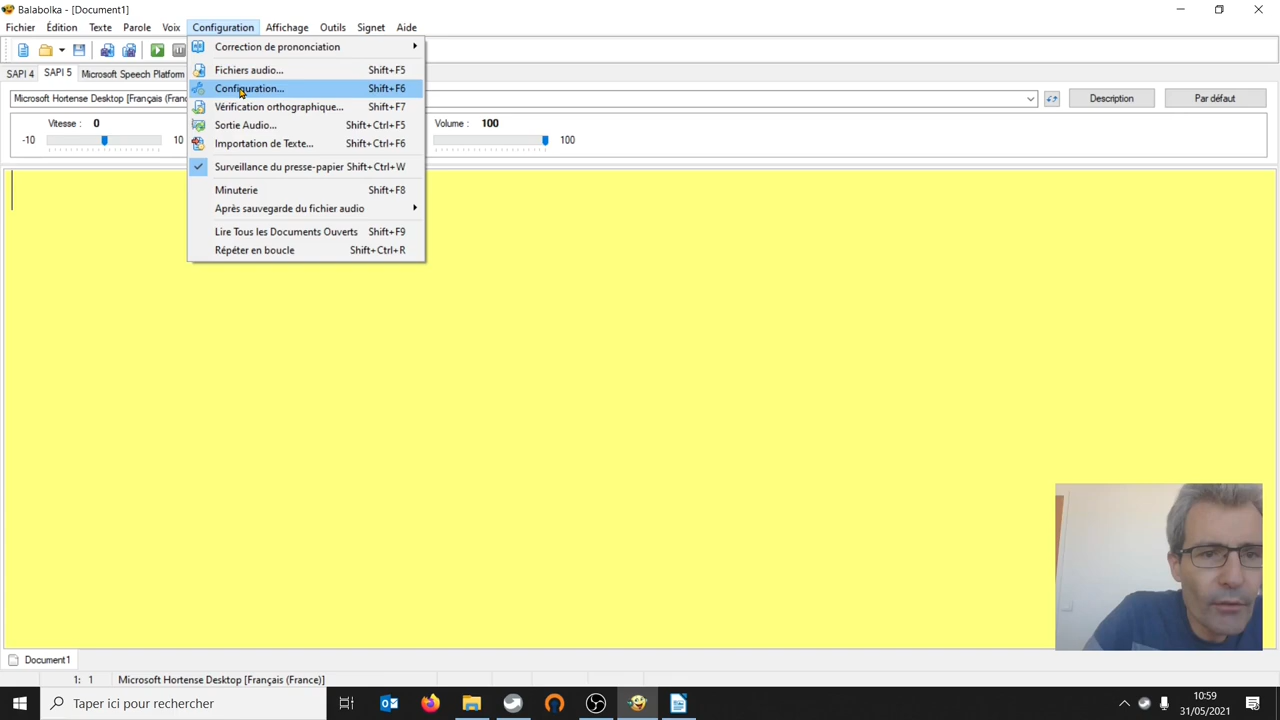 Balabolka - [Document1]
Fichier Édition Texte Parole Voix Configuration Affichage Outils Signet Aide
Correction de prononciation
SAPI 4 SAPI 5 Microsoft Speech Platform
Fichiers audio... Shift+F5
Configuration... Shift+F6
Microsoft Hortense Desktop [Français (Franc
Description Par défaut
Vérification orthographique... Shift+F7
Vitesse : 0
Sortie Audio... Shift+Ctrl+F5
Volume : 100
-10 10
Importation de Texte... Shift+Ctrl+F6
0 100
Surveillance du presse-papier Shift+Ctrl+W
Minuterie Shift+F8
Après sauvegarde du fichier audio
Lire Tous les Documents Ouverts Shift+F9
Répéter en boucle Shift+Ctrl+R
Document1
1: 1 Microsoft Hortense Desktop [Français (France)]
Taper ici pour rechercher
10:59
31/05/2021